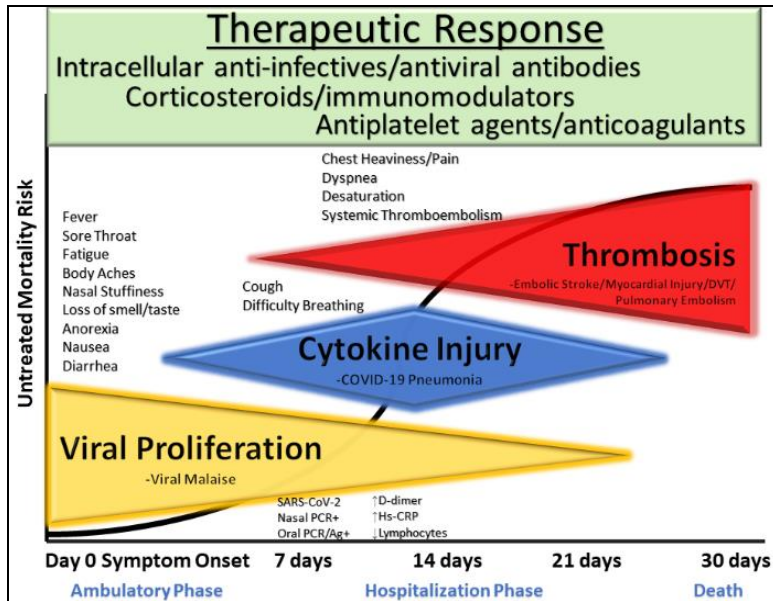 Therapeutic Response
Intracellular anti-infectives/antiviral antibodies
Corticosteroids/immunomodulators
Antiplatelet agents/anticoagulants
Untreated Mortality Risk
Chest Heaviness/Pain
Dyspnea
Desaturation
Systemic Thromboembolism
Fever
Sore Throat
Fatigue
Body Aches
Nasal Stuffiness
Loss of smell/taste
Anorexia
Nausea
Diarrhea
Cough
Difficulty Breathing
Thrombosis
-Embolic Stroke/Myocardial Injury/DVT/
Pulmonary Embolism
Cytokine Injury
-COVID-19 Pneumonia
Viral Proliferation
-Viral Malaise
SARS-CoV-2
Nasal PCR+
Oral PCR/Ag+
↑D-dimer
↑Hs-CRP
↓Lymphocytes
Day 0 Symptom Onset 7 days 14 days 21 days 30 days
Ambulatory Phase Hospitalization Phase Death